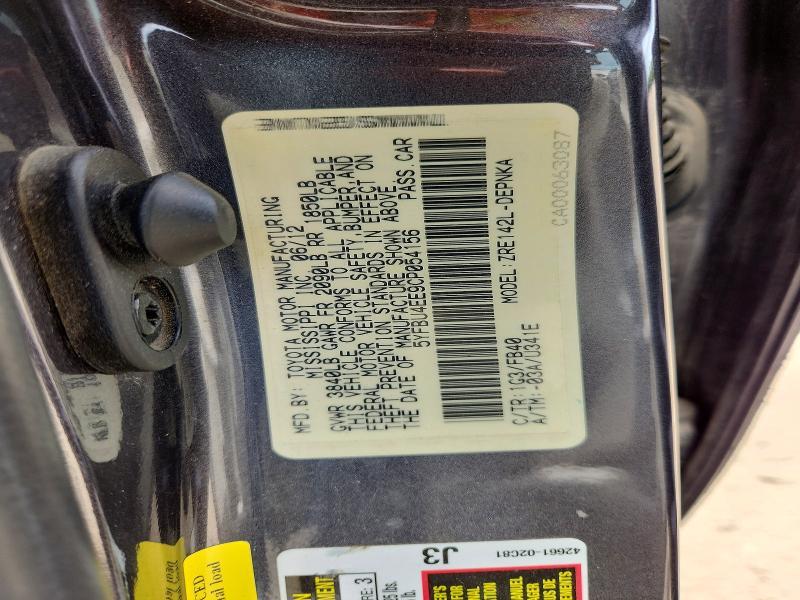 MFD. BY: TOYOTA MOTOR MANUFACTURING
MISSISSIPPI INC. 06/12
GVWR 3840LB GAWR FR 2090LB RR 1850LB
THIS VEHICLE CONFORMS TO ALL APPLICABLE
FEDERAL MOTOR VEHICLE SAFETY, BUMPER, AND
THEFT PREVENTION STANDARDS IN EFFECT ON
THE DATE OF MANUFACTURE SHOWN ABOVE
5YFBU4EE9CP054156 PASS.CAR
C/TR:1G3/FB40 MODEL:ZRE142L-DEPNKA
A/TM:-03A/U341E
CA00063087
J3
42661-02C81